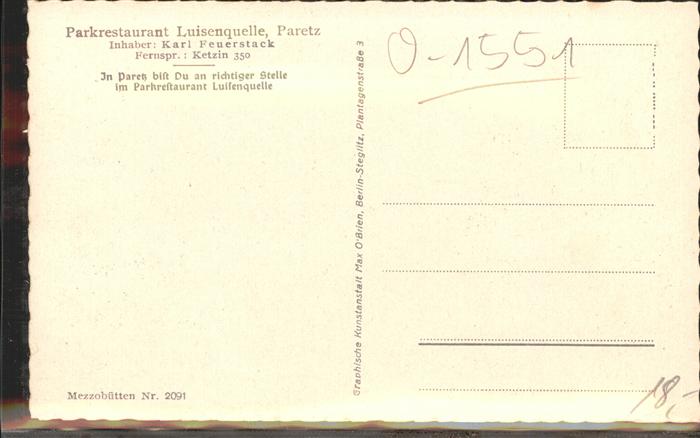 Parkrestaurant Luisenquelle, Paretz
Inhaber: Karl Feuerstack
Fernspr.: Ketzin 350
In Paretz bist Du an richtiger Stelle
im Parkrestaurant Luisenquelle
Mezzobütten Nr. 2091
Graphische Kunstanstalt Max O'Brien, Berlin-Steglitz, Plantagenstraße 3
O-1551
18,-